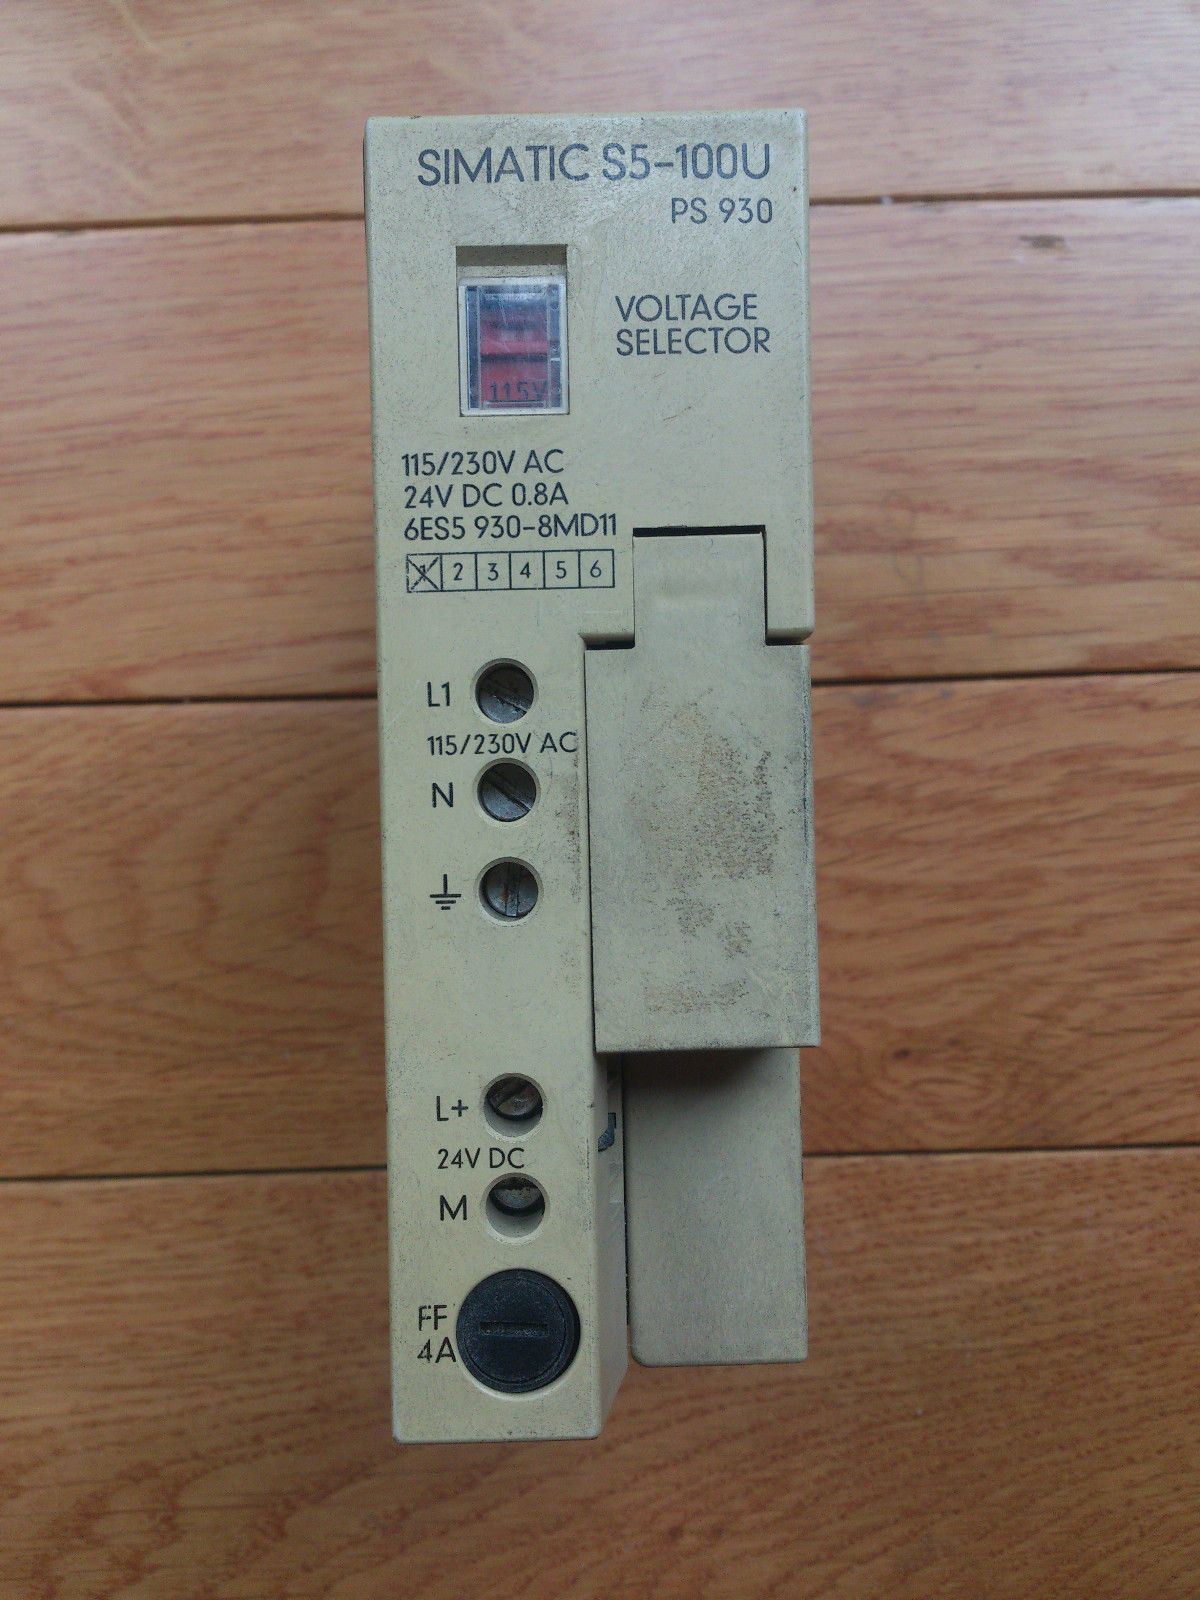 SIMATIC S5-100U
PS 930
VOLTAGE
SELECTOR
115V
115/230V AC
24V DC 0.8A
6ES5 930-8MD11
1 2 3 4 5 6
L1
115/230V AC
N
L+
24V DC
M
FF
4A